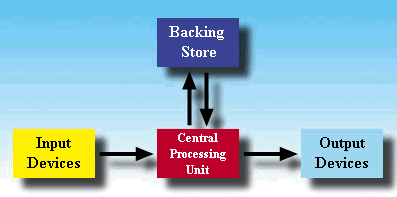 Backing
Store
Input
Devices
Central
Processing
Unit
Output
Devices